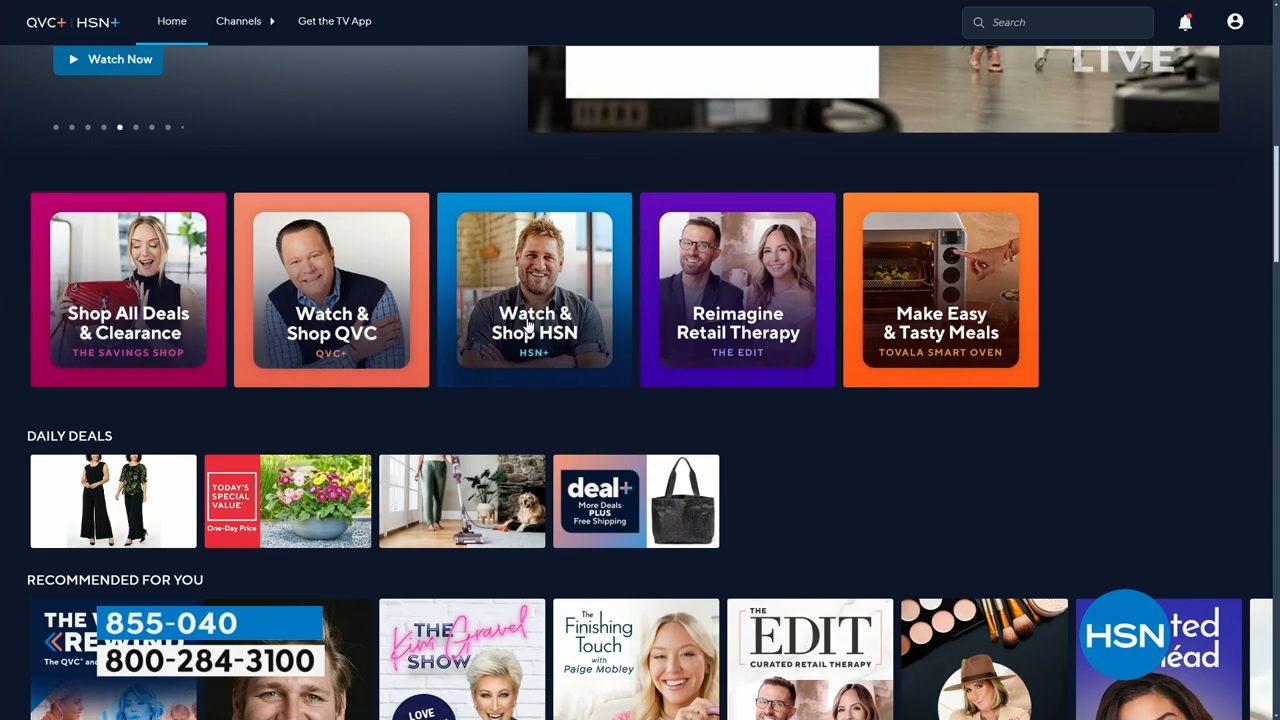 QVC+ | HSN+
Home
Channels
Get the TV App
Search
Watch Now
LIVE
Shop All Deals
& Clearance
THE SAVINGS SHOP
Watch &
Shop QVC
QVC+
Watch &
Shop HSN
HSN+
Reimagine
Retail Therapy
THE EDIT
Make Easy
& Tasty Meals
TOVALA SMART OVEN
DAILY DEALS
TODAY'S
SPECIAL
VALUE®
One-Day Price
deal+
More Deals
PLUS
Free Shipping
RECOMMENDED FOR YOU
THE
The QVC+
855-040
800-284-3100
THE
Kim Gravel
SHOW
LOVE
The
Finishing
Touch
with
Paige Mobley
THE
EDIT
CURATED RETAIL THERAPY
HSN